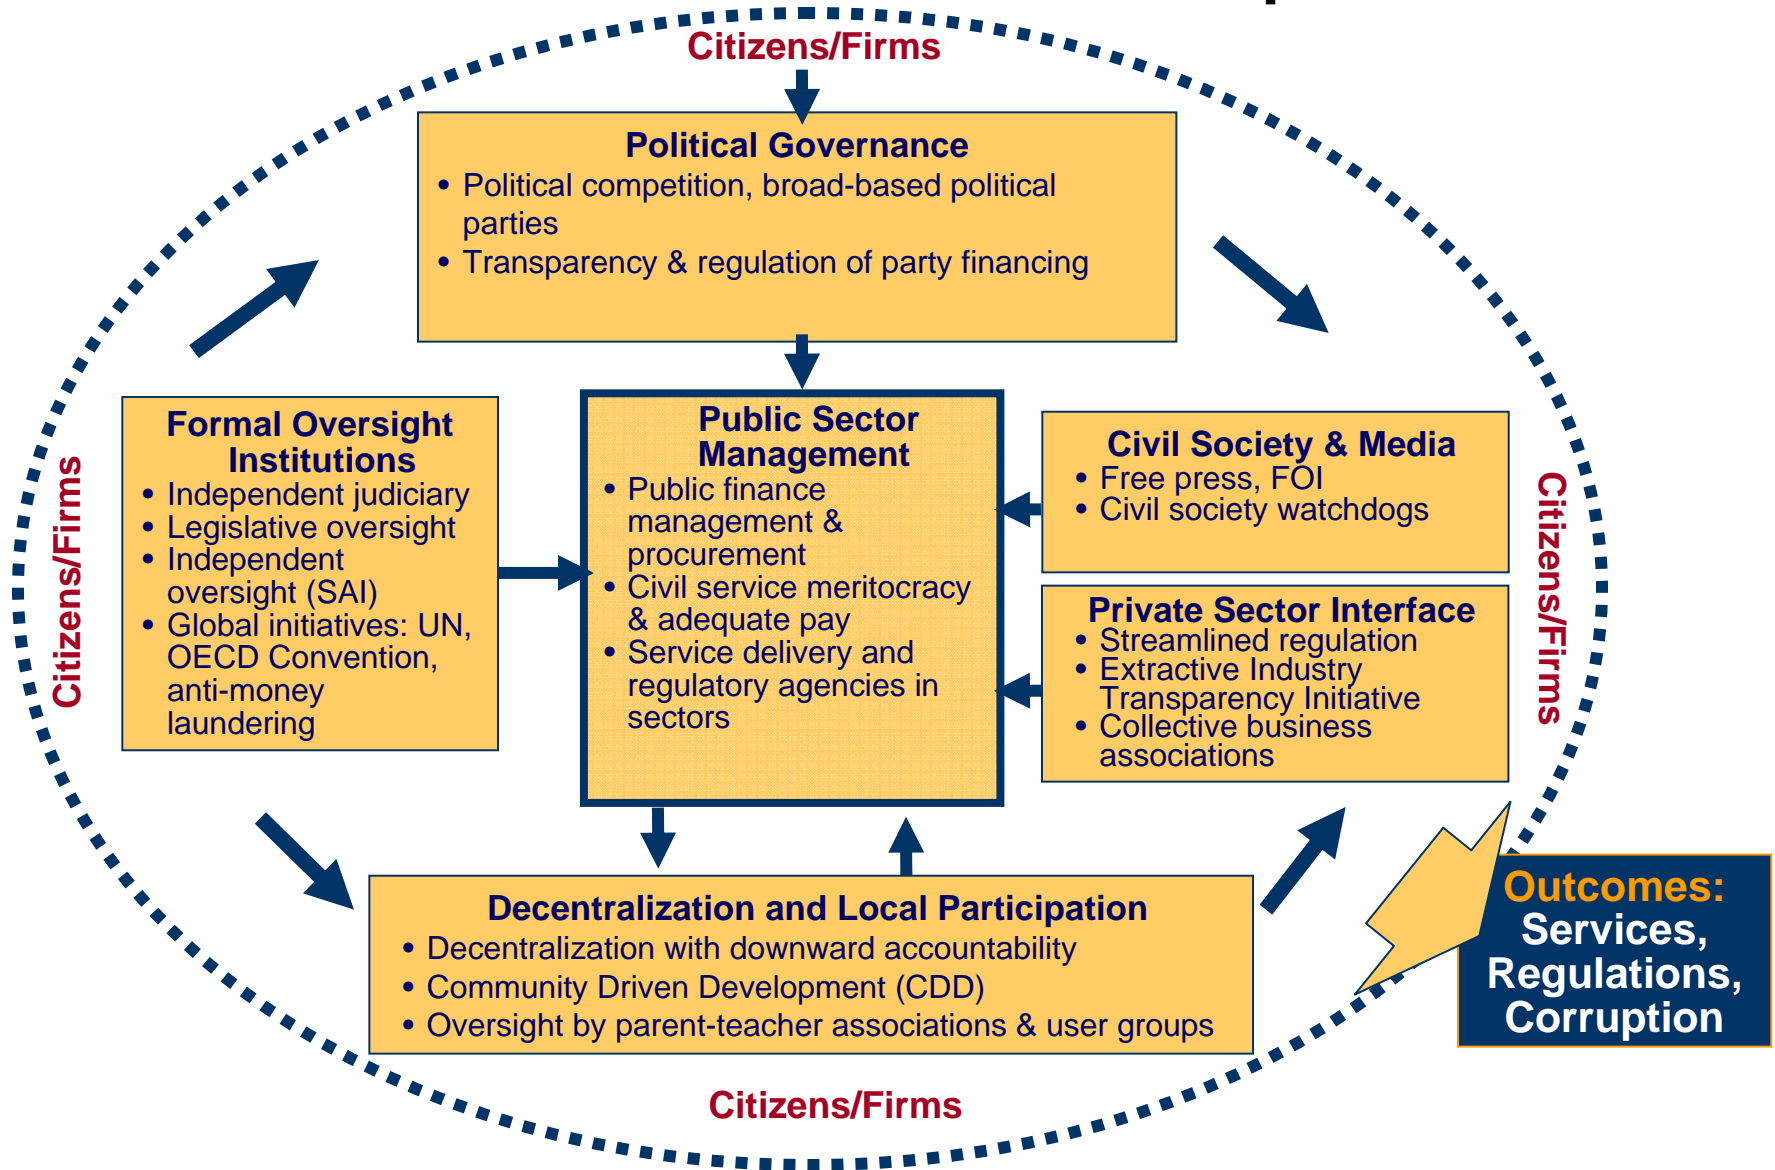 Citizens/Firms
Political Governance
• Political competition, broad-based political
parties
• Transparency & regulation of party financing
Formal Oversight
Institutions
• Independent judiciary
• Legislative oversight
• Independent
oversight (SAI)
• Global initiatives: UN,
OECD Convention,
anti-money
laundering
Citizens/Firms
Public Sector
Management
• Public finance
management &
procurement
• Civil service meritocracy
& adequate pay
• Service delivery and
regulatory agencies in
sectors
Civil Society & Media
• Free press, FOI
• Civil society watchdogs
Private Sector Interface
• Streamlined regulation
• Extractive Industry
Transparency Initiative
• Collective business
associations
Citizens/Firms
Decentralization and Local Participation
• Decentralization with downward accountability
• Community Driven Development (CDD)
• Oversight by parent-teacher associations & user groups
Outcomes:
Services,
Regulations,
Corruption
Citizens/Firms